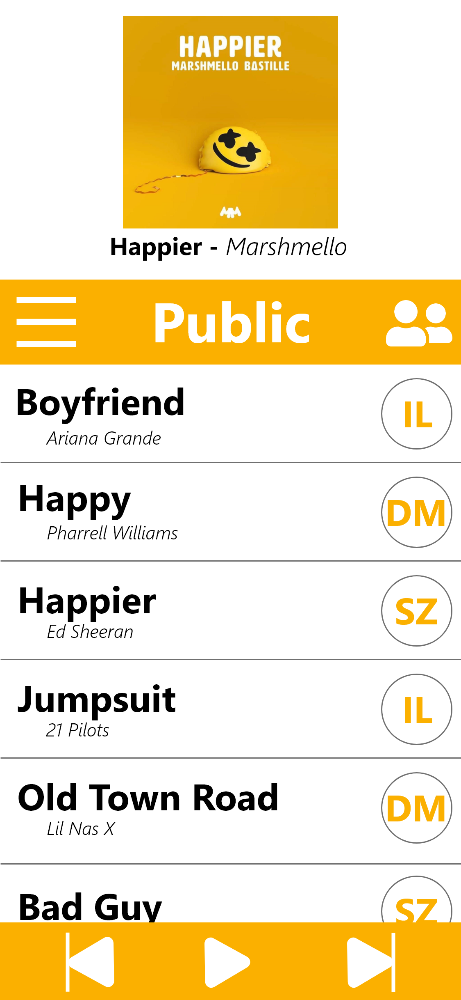 HAPPIER
MARSHMELLO BASTILLE
Happier - Marshmello
Public
Boyfriend
IL
Ariana Grande
Happy
DM
Pharrell Williams
Happier
SZ
Ed Sheeran
Jumpsuit
IL
21 Pilots
Old Town Road
DM
Lil Nas X
Bad Guy
SZ